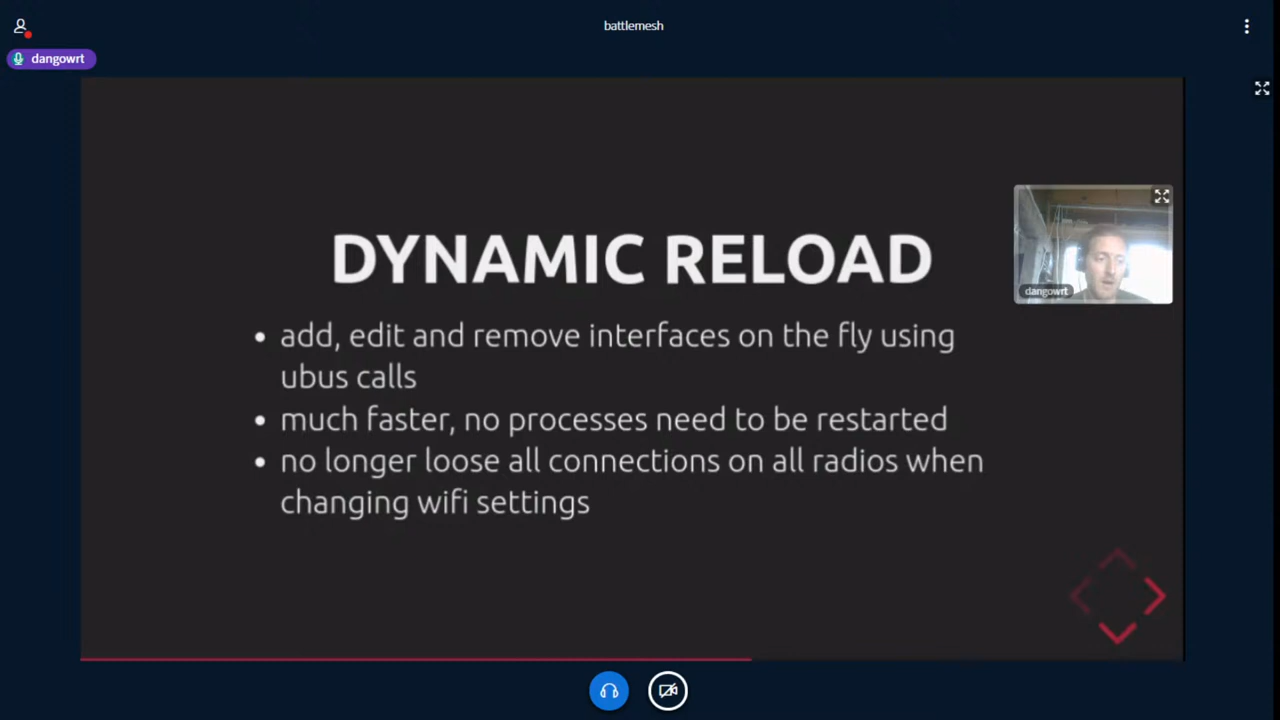 battlemesh
dangowrt
DYNAMIC RELOAD
dangowrt
• add, edit and remove interfaces on the fly using
ubus calls
• much faster, no processes need to be restarted
• no longer loose all connections on all radios when
changing wifi settings